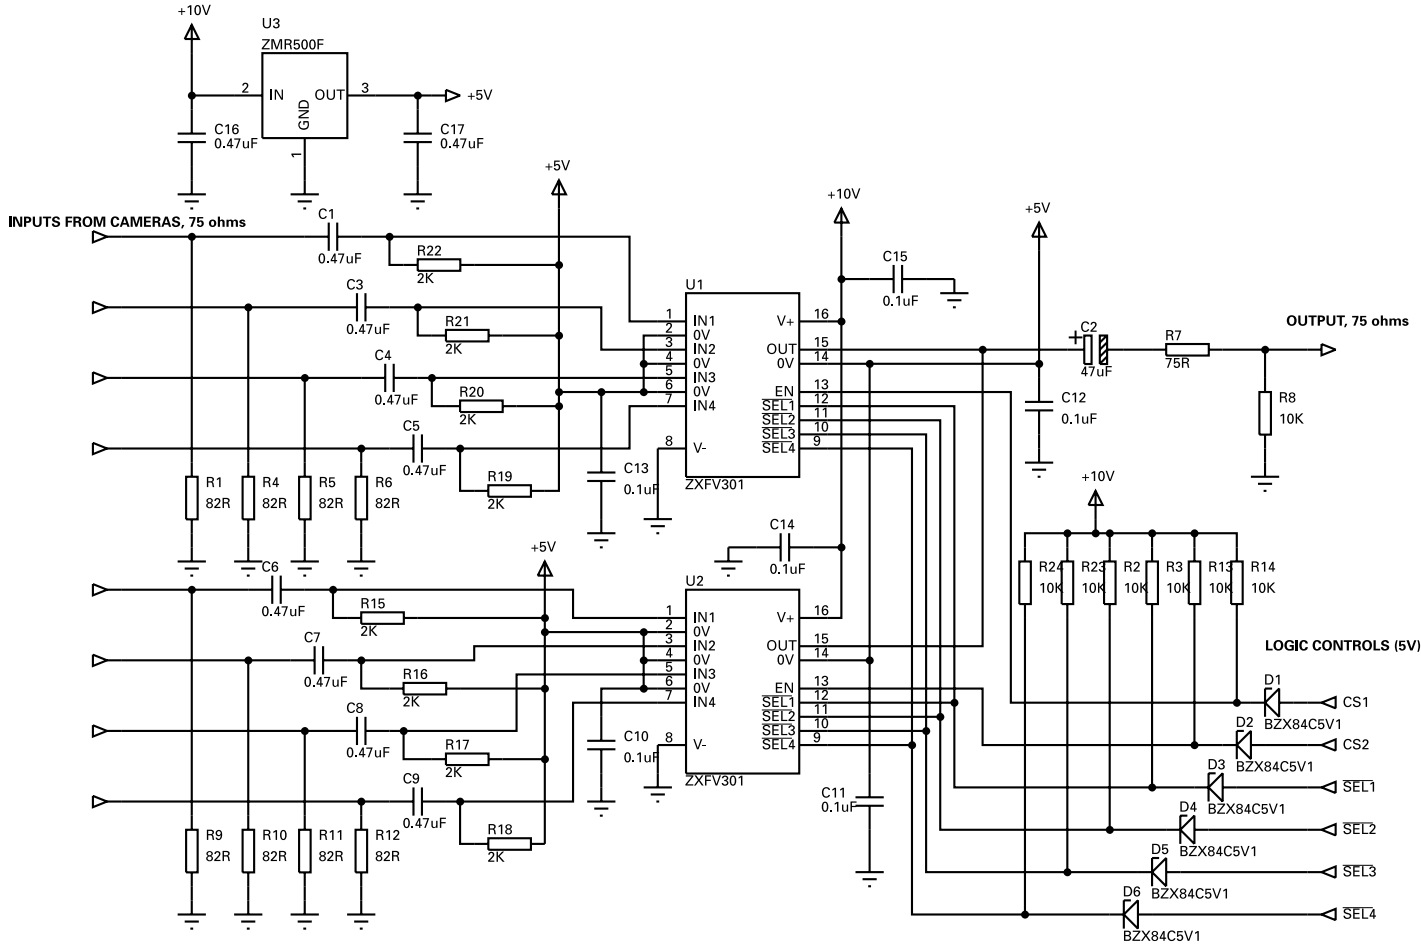 +10V
U3
ZMR500F
2
IN
OUT
3
GND
1
+5V
C16
0.47uF
C17
0.47uF
+5V
+10V
+5V
INPUTS FROM CAMERAS, 75 ohms
C1
0.47uF
R22
2K
C3
0.47uF
R21
2K
C4
0.47uF
R20
2K
C5
0.47uF
R19
2K
R1
82R
R4
82R
R5
82R
R6
82R
C13
0.1uF
C15
0.1uF
U1
1 IN1
2 0V
3 IN2
4 0V
5 IN3
6 0V
7 IN4
8 V-
V+ 16
OUT 15
0V 14
EN 13
SEL1 12
SEL2 11
SEL3 10
SEL4 9
ZXFV301
C2
+
47uF
R7
75R
OUTPUT, 75 ohms
R8
10K
C12
0.1uF
C14
0.1uF
+5V
C6
0.47uF
R15
2K
C7
0.47uF
R16
2K
C8
0.47uF
R17
2K
C9
0.47uF
R18
2K
R9
82R
R10
82R
R11
82R
R12
82R
C10
0.1uF
U2
1 IN1
2 0V
3 IN2
4 0V
5 IN3
6 0V
7 IN4
8 V-
V+ 16
OUT 15
0V 14
EN 13
SEL1 12
SEL2 11
SEL3 10
SEL4 9
ZXFV301
C11
0.1uF
+10V
R24
10K
R23
10K
R2
10K
R3
10K
R13
10K
R14
10K
LOGIC CONTROLS (5V)
D1
BZX84C5V1
CS1
D2
BZX84C5V1
CS2
D3
BZX84C5V1
SEL1
D4
BZX84C5V1
SEL2
D5
BZX84C5V1
SEL3
D6
BZX84C5V1
SEL4